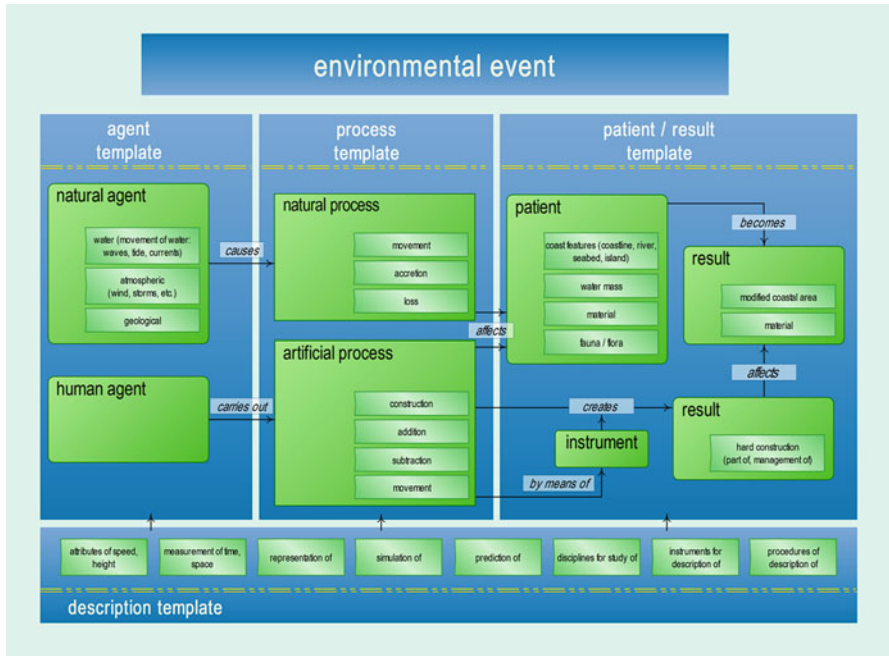 environmental event
agent
template
process
template
patient / result
template
natural agent
water (movement of water:
waves, tide, currents)
atmospheric
(wind, storms, etc.)
geological
human agent
causes
carries out
natural process
movement
accretion
loss
artificial process
construction
addition
subtraction
movement
affects
patient
coast features (coastline, river,
seabed, island)
water mass
material
fauna / flora
becomes
result
modified coastal area
material
affects
creates
instrument
by means of
result
hard construction
(part of, management of)
attributes of speed,
height
measurement of time,
space
representation of
simulation of
prediction of
disciplines for study of
instruments for
description of
procedures of
description of
description template